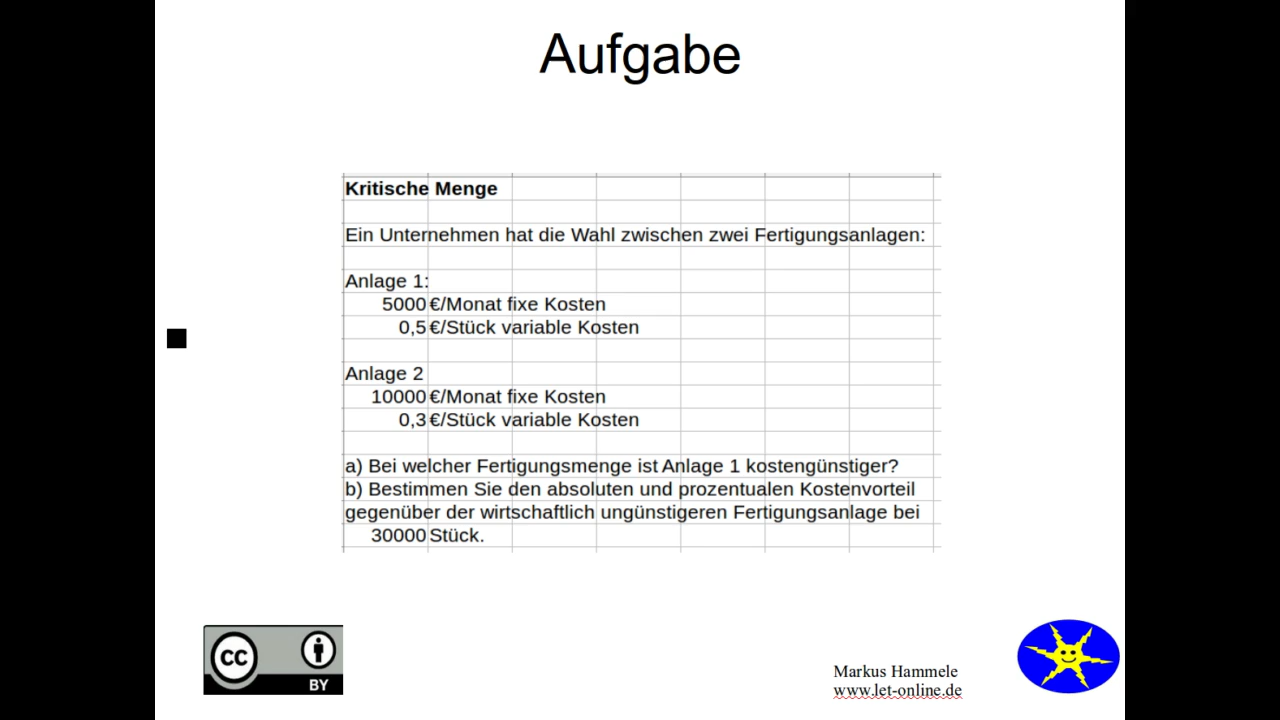 Aufgabe
Kritische Menge
Ein Unternehmen hat die Wahl zwischen zwei Fertigungsanlagen:
Anlage 1:
5000 €/Monat fixe Kosten
0,5 €/Stück variable Kosten
Anlage 2
10000 €/Monat fixe Kosten
0,3 €/Stück variable Kosten
a) Bei welcher Fertigungsmenge ist Anlage 1 kostengünstiger?
b) Bestimmen Sie den absoluten und prozentualen Kostenvorteil
gegenüber der wirtschaftlich ungünstigeren Fertigungsanlage bei
30000 Stück.
CC
BY
Markus Hammele
www.let-online.de